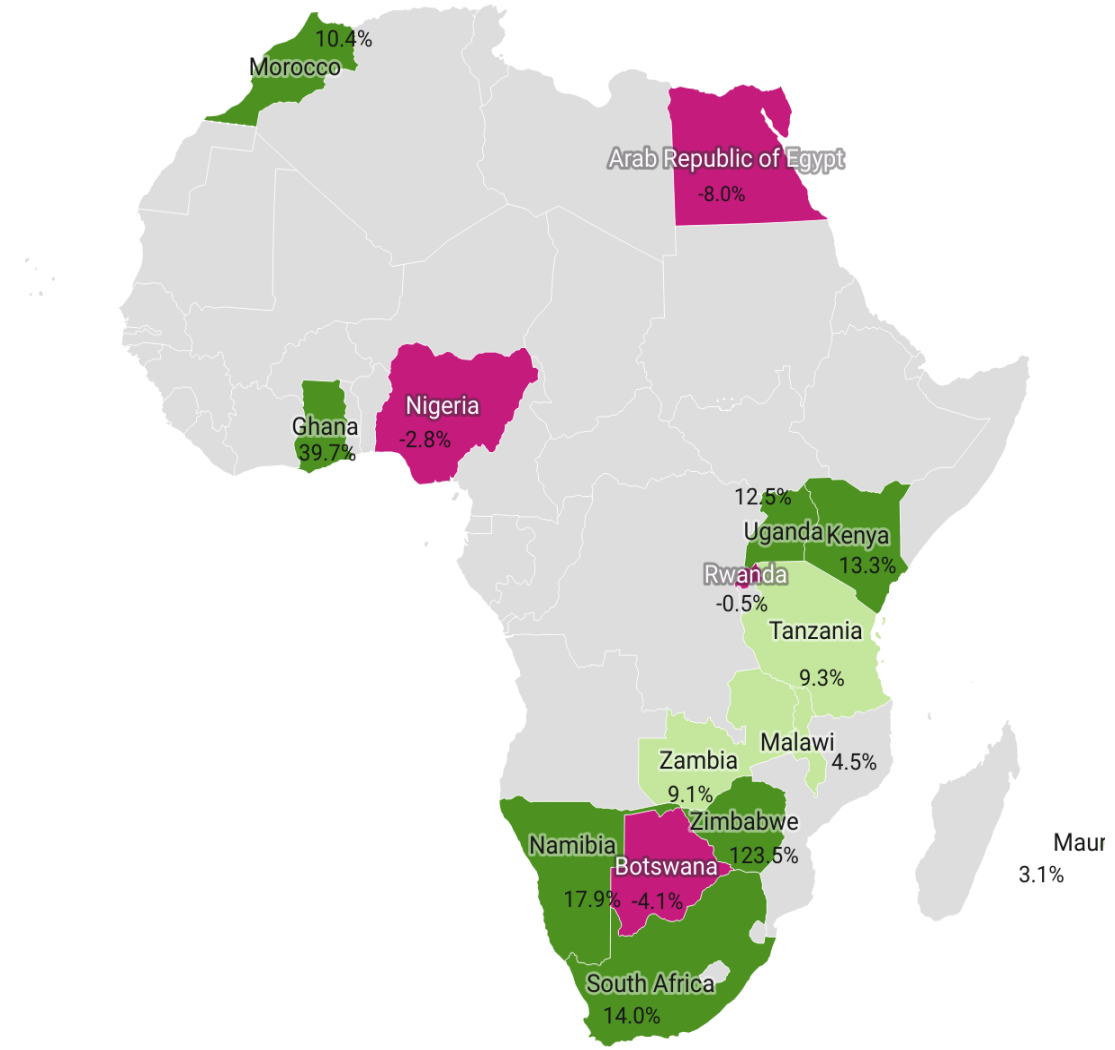 10.4%
Morocco
Arab Republic of Egypt
-8.0%
Nigeria
-2.8%
Ghana
39.7%
12.5%
Uganda
Kenya
13.3%
Rwanda
-0.5%
Tanzania
9.3%
Malawi
4.5%
Zambia
9.1%
Zimbabwe
123.5%
Namibia
17.9%
Botswana
-4.1%
Maur
3.1%
South Africa
14.0%